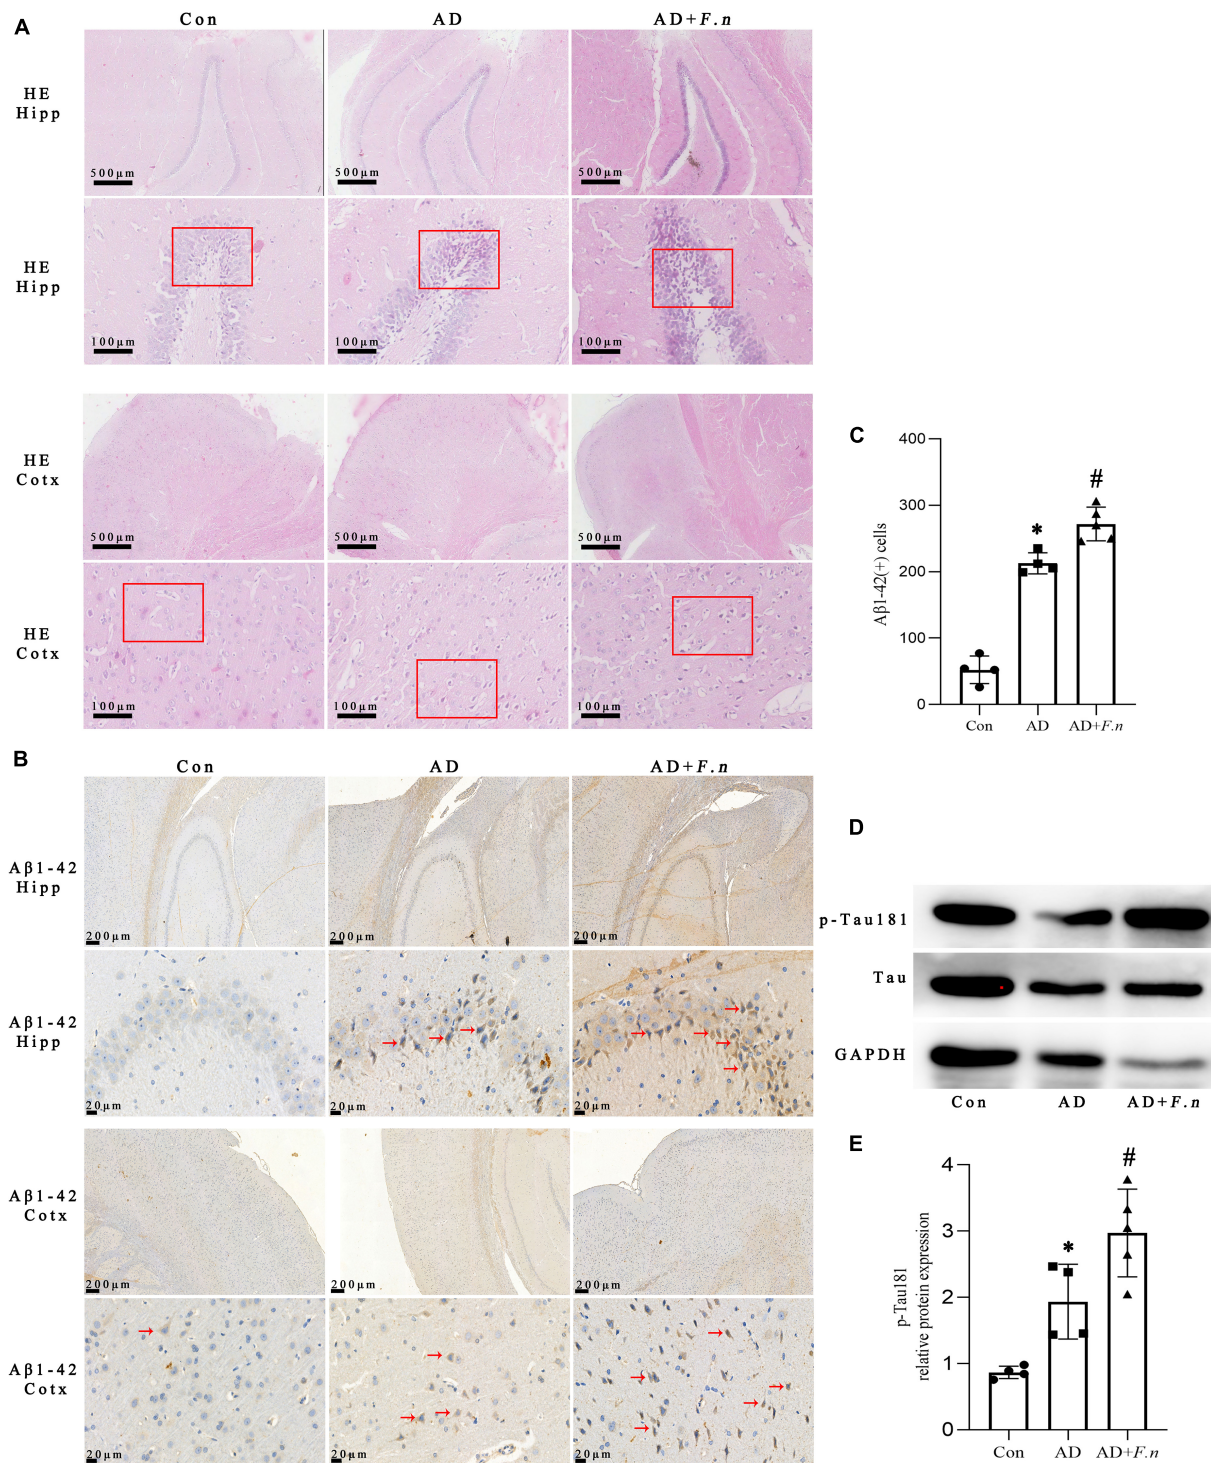 A
Con AD AD+F.n
HE
Hipp
500μm 500μm 500μm
HE
Hipp
100μm 100μm 100μm
HE
Cotx
500μm 500μm 500μm
HE
Cotx
100μm 100μm 100μm
B
Con AD AD+F.n
Aβ1-42
Hipp
200μm 200μm 200μm
Aβ1-42
Hipp
20μm 20μm 20μm
Aβ1-42
Cotx
200μm 200μm 200μm
Aβ1-42
Cotx
20μm 20μm 20μm
C
Aβ1-42(+) cells
400
300
200
100
0
*
#
Con AD AD+F.n
D
p-Tau181
Tau
GAPDH
Con AD AD+F.n
E
p-Tau181
relative protein expression
4
3
2
1
0
*
#
Con AD AD+F.n